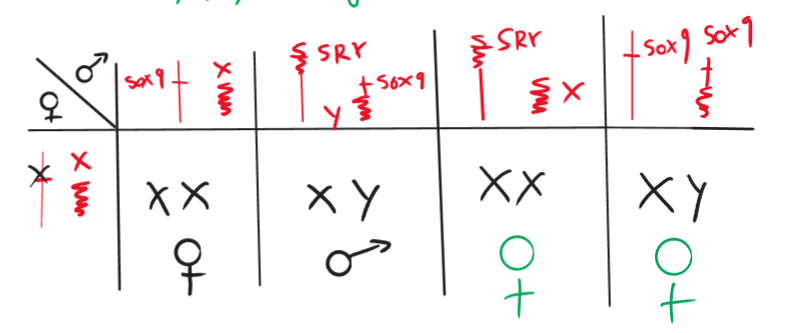 ♂ sox9 X SRY sox9 SRY sox9 sox9
♀ Y X
X X XX XY XX XY
♀ ♂ ♀ ♀